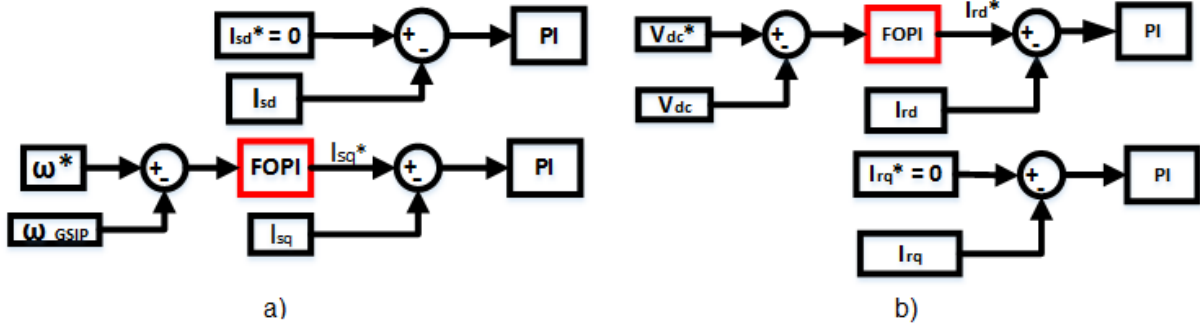 Isd* = 0
+
-
PI
Isd
ω*
+
-
FOPI
Isq*
+
-
PI
ω GSIP
Isq
a)
Vdc*
+
-
FOPI
Ird*
+
-
PI
Vdc
Ird
Irq* = 0
+
-
PI
Irq
b)